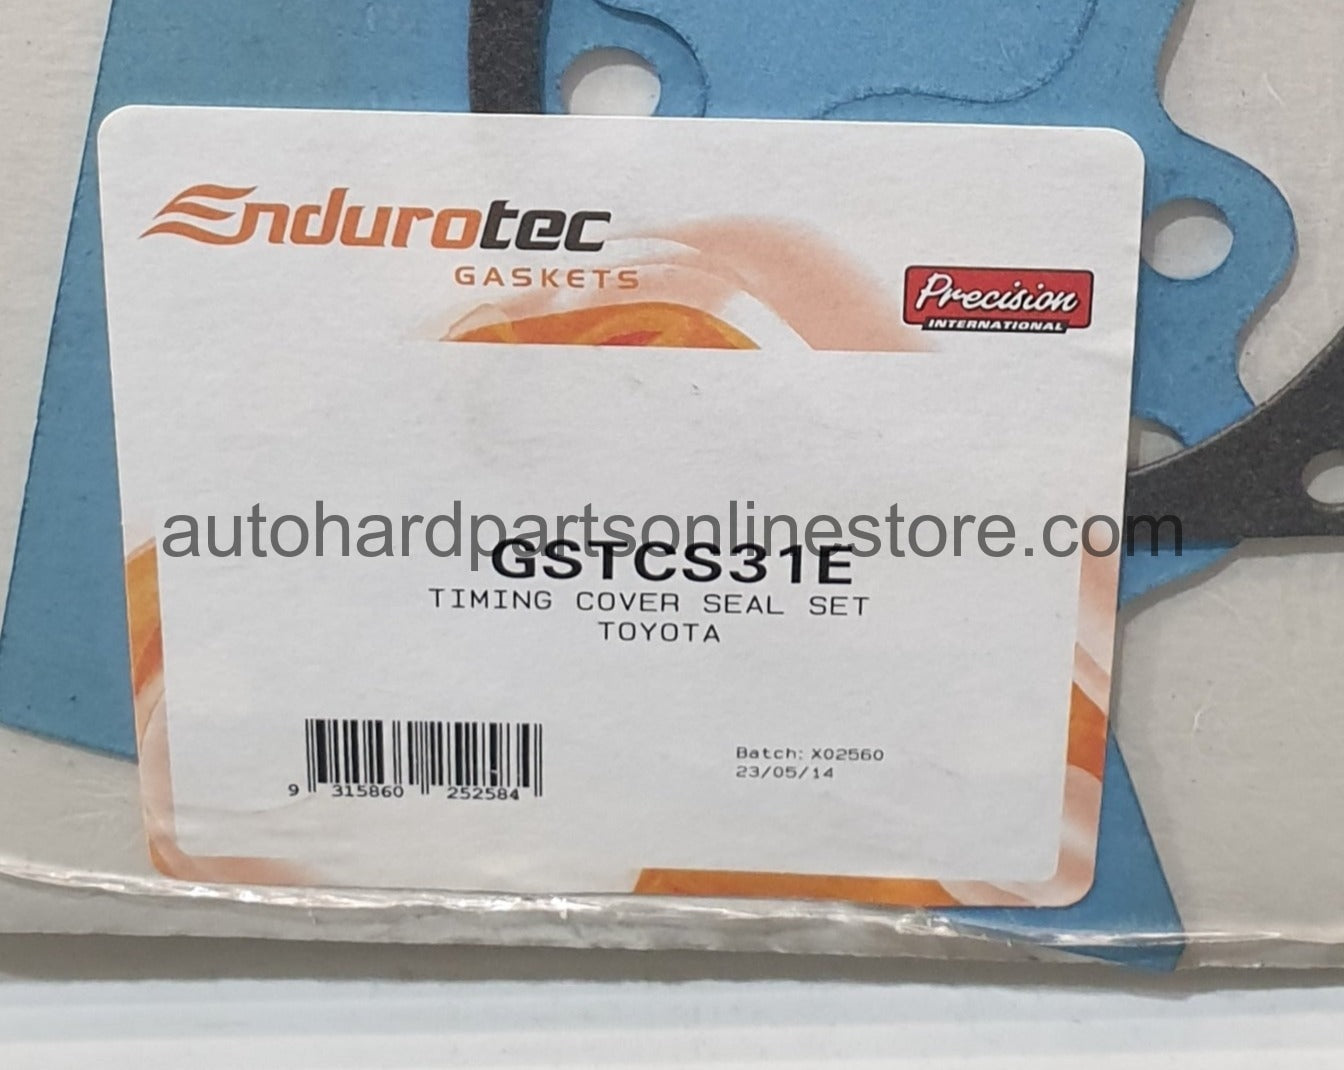 Endurotec
GASKETS
Precision
INTERNATIONAL
autohardpartsonlinestore.com
GSTCS31E
TIMING COVER SEAL SET
TOYOTA
Batch: X02560
23/05/14
9 315860 252584